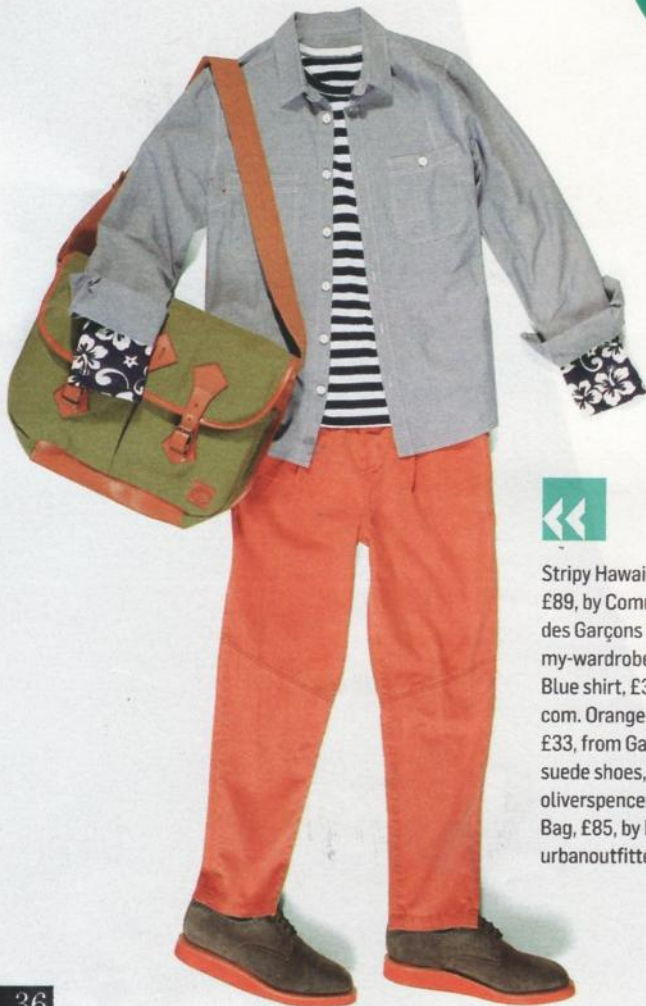 Stripy Hawai
£89, by Com
des Garçons
my-wardrobe
Blue shirt, £3
com. Orange
£33, from Ga
suede shoes,
oliverspence
Bag, £85, by
urbanoutfitte
36